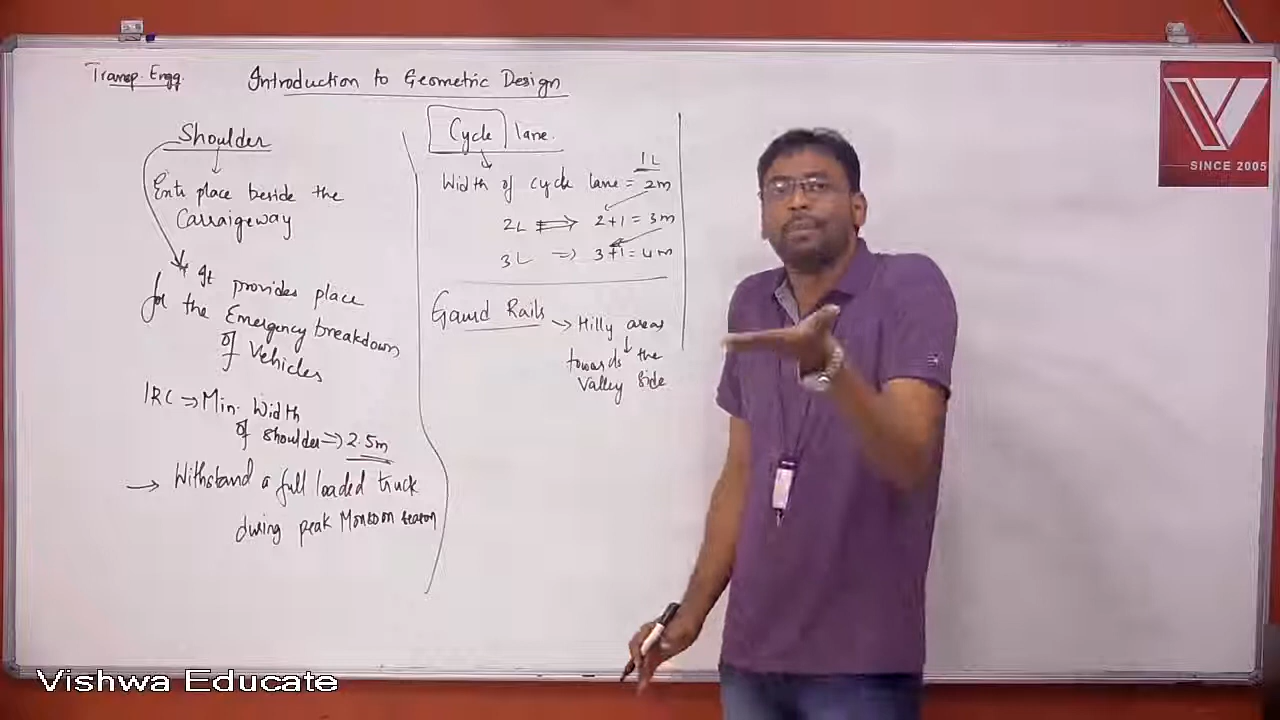 Transp. Engg.
Introduction to Geometric Design
Shoulder
Extr place beside the
Carraigeway
* It provides place
for the Emergency breakdown
of Vehicles
IRC => Min. Width
of shoulder => 2.5m
→ Withstand a full loaded truck
during peak Monsoon season
Cycle lane.
1L
Width of cycle lane = 2m
2L => 2+1 = 3m
3L => 3+1 = 4m
Gaurd Rails → Hilly areas
↓
towards the
Valley side
V
SINCE 2005
Vishwa Educate